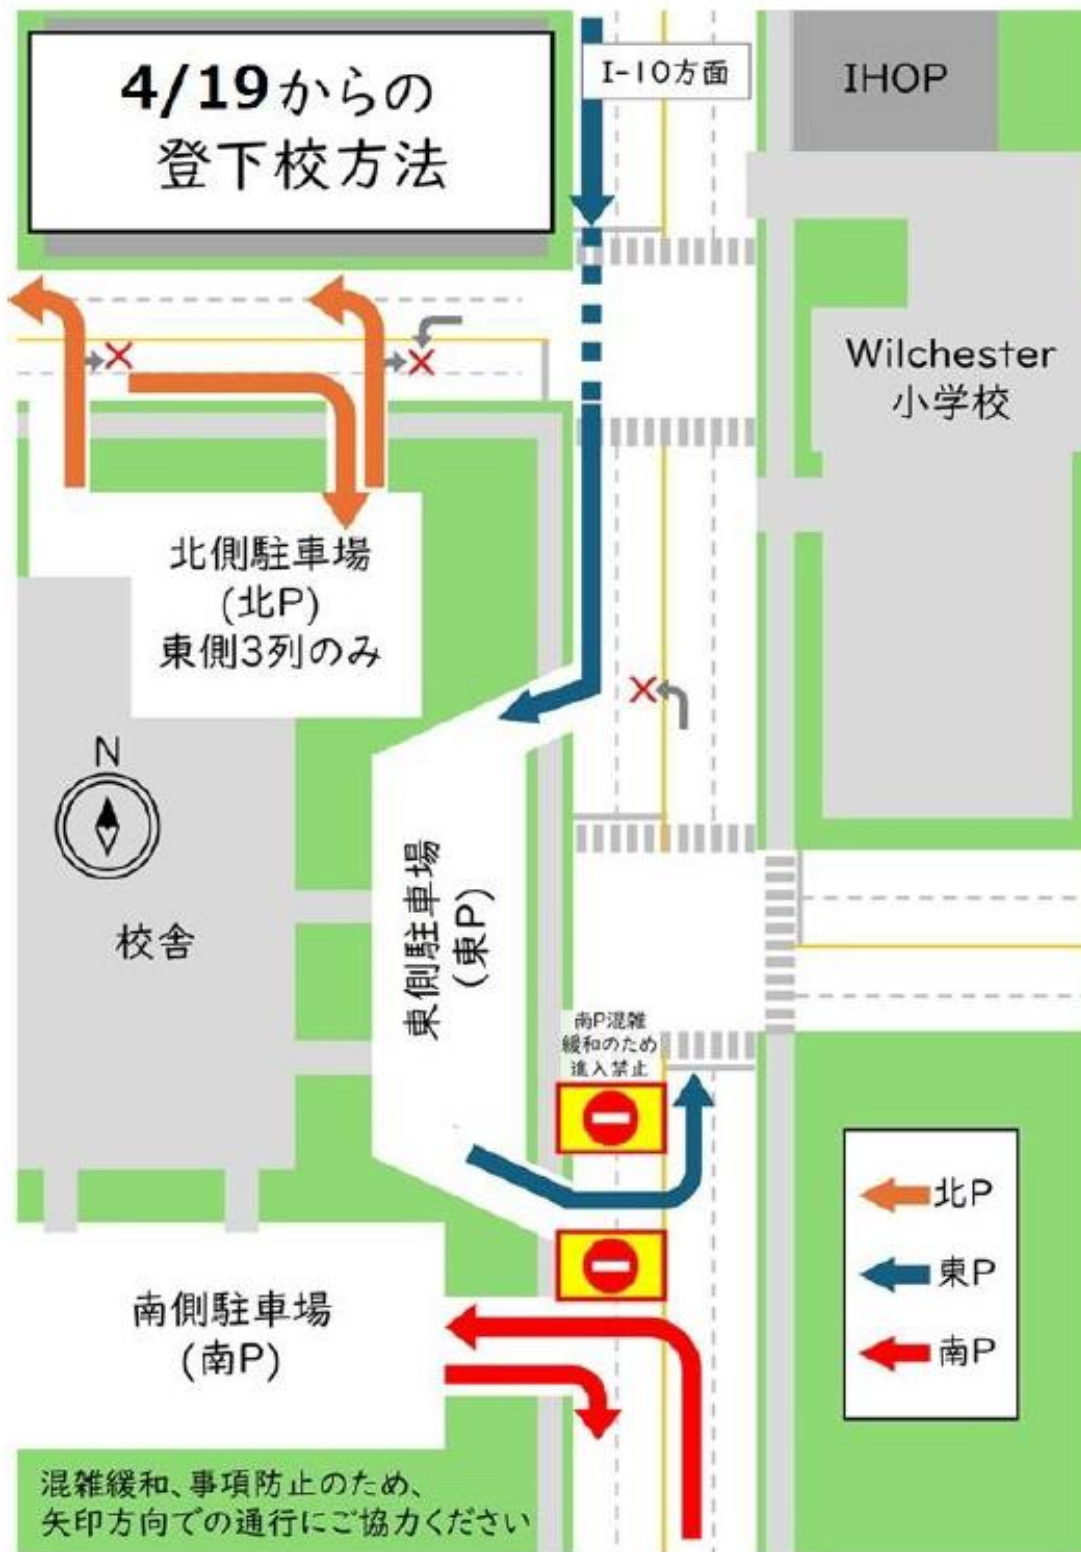 4/19からの
登下校方法
I-10方面
IHOP
Wilchester
小学校
北側駐車場
(北P)
東側3列のみ
N
校舎
東側駐車場
(東P)
南P混雑
緩和のため
進入禁止
北P
東P
南P
南側駐車場
(南P)
混雑緩和、事項防止のため、
矢印方向での通行にご協力ください